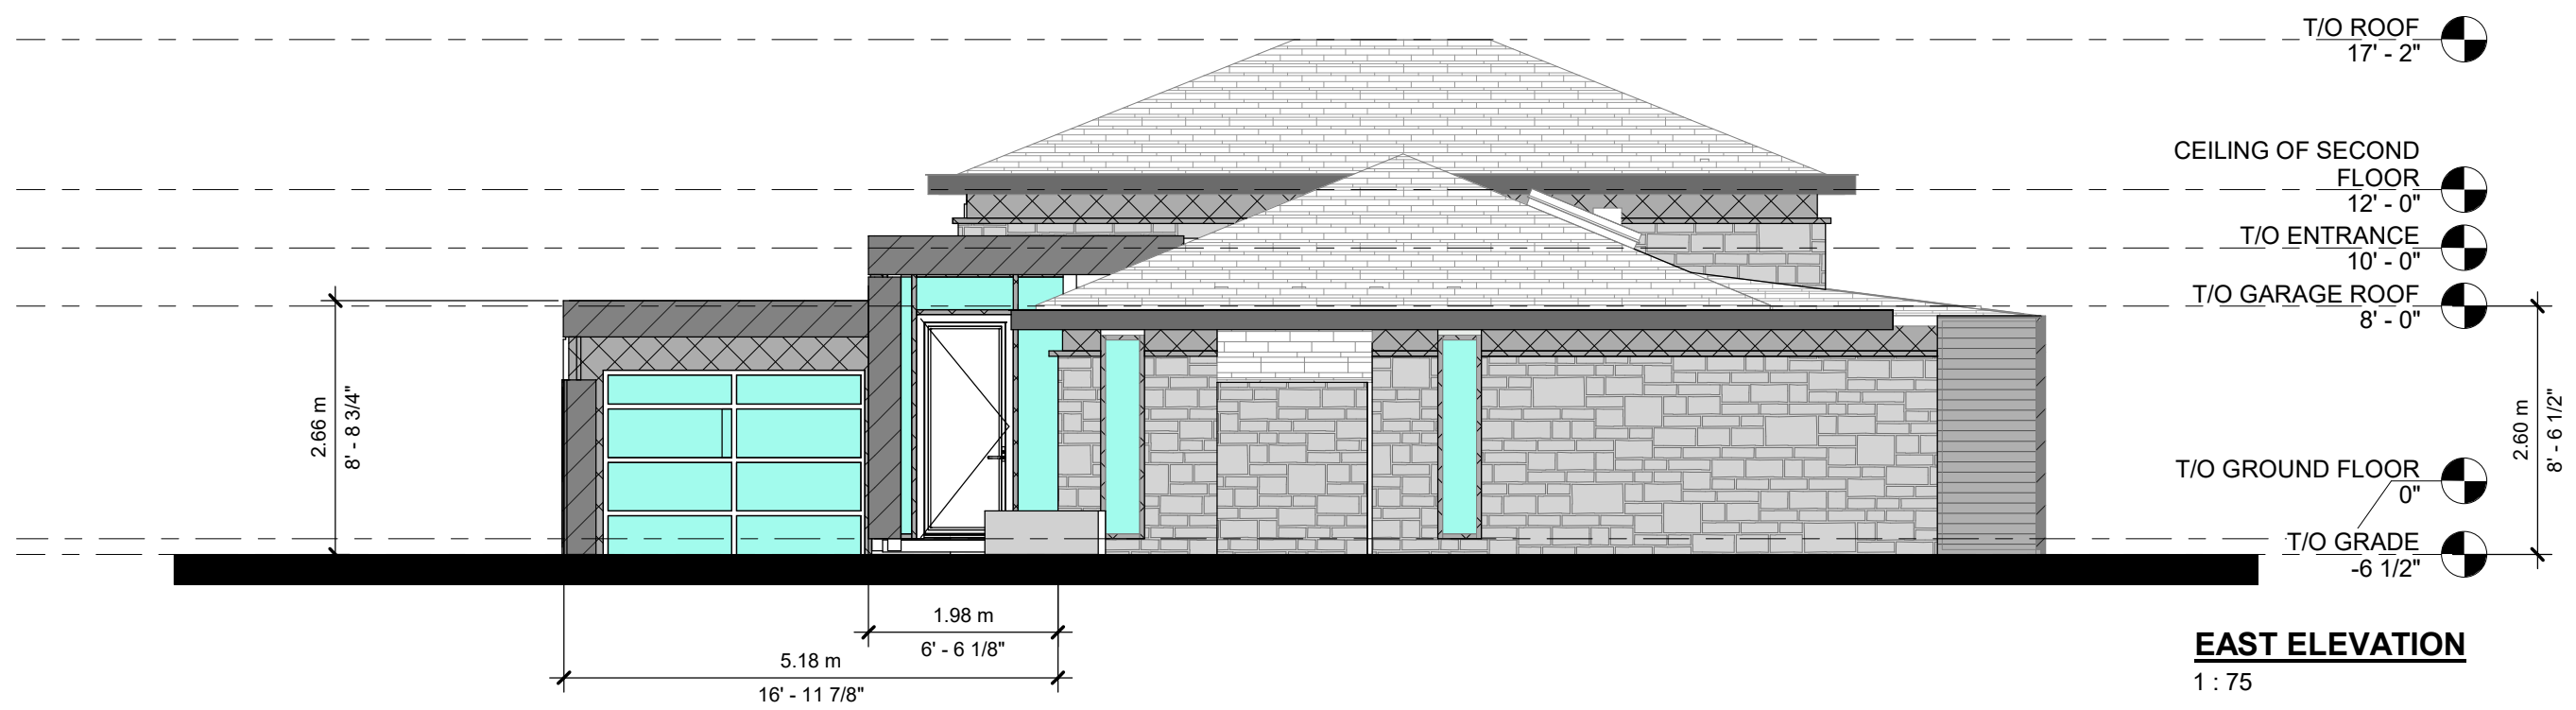 T/O ROOF
17' - 2"
CEILING OF SECOND
FLOOR
12' - 0"
T/O ENTRANCE
10' - 0"
T/O GARAGE ROOF
8' - 0"
2.66 m
8' - 8 3/4"
2.60 m
8' - 6 1/2"
T/O GROUND FLOOR
0"
T/O GRADE
-6 1/2"
1.98 m
6' - 6 1/8"
5.18 m
16' - 11 7/8"
EAST ELEVATION
1 : 75